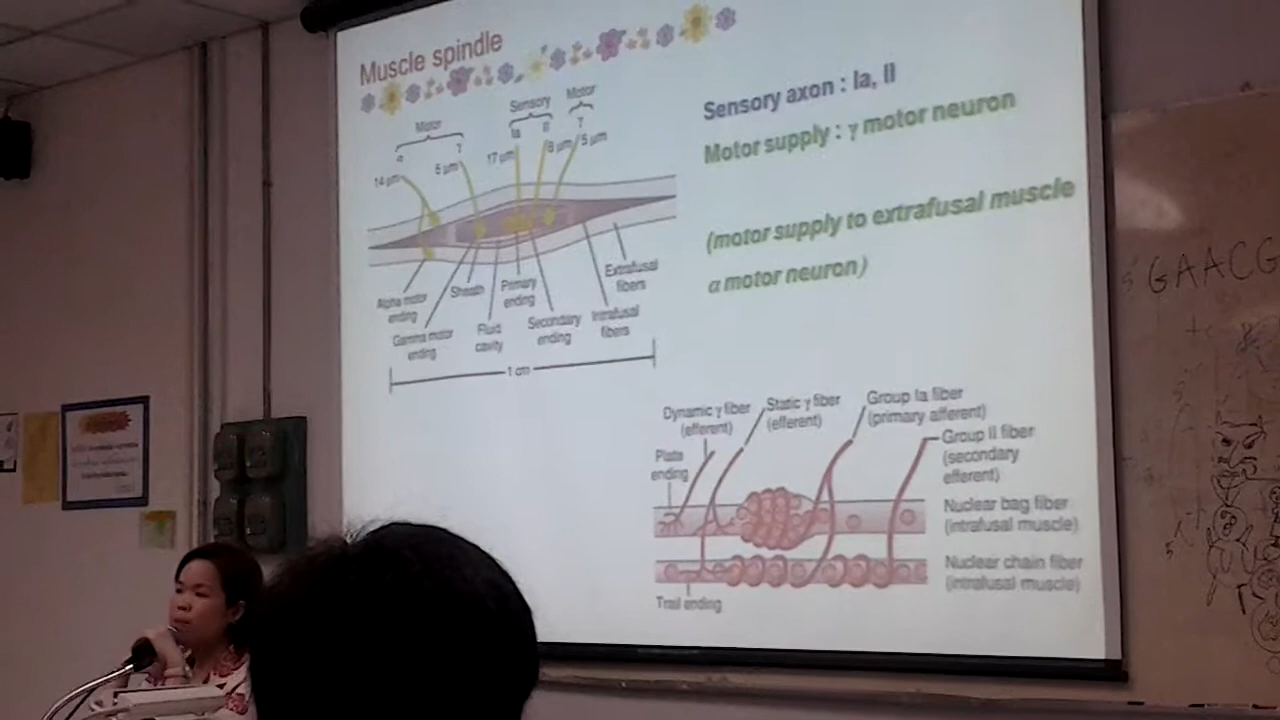 Muscle spindle
Sensory axon : Ia, II
Motor supply : γ motor neuron
(motor supply to extrafusal muscle
α motor neuron)
Motor
Sensory
Motor
Ia
II
γ
α
γ
14 μm
6 μm
17 μm
8 μm
5 μm
Alpha motor
ending
Gamma motor
ending
Sheath
Fluid
cavity
Primary
ending
Secondary
ending
Intrafusal
fibers
Extrafusal
fibers
1 cm
Dynamic γ fiber
(efferent)
Static γ fiber
(efferent)
Group Ia fiber
(primary afferent)
Group II fiber
(secondary
efferent)
Plate
ending
Nuclear bag fiber
(intrafusal muscle)
Nuclear chain fiber
(intrafusal muscle)
Trail ending
5' GAACG